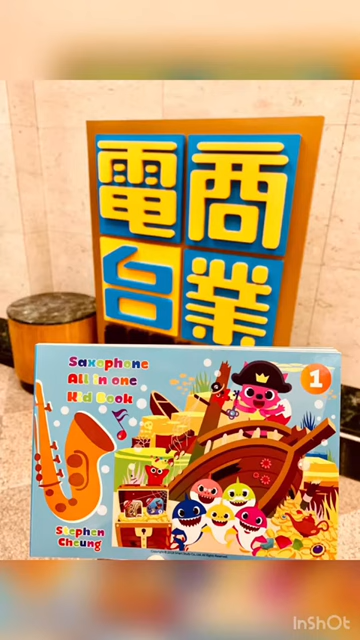 商電
業台
Saxophone
All in one
Kid Book
1
Stephen
Cheung
InShOt